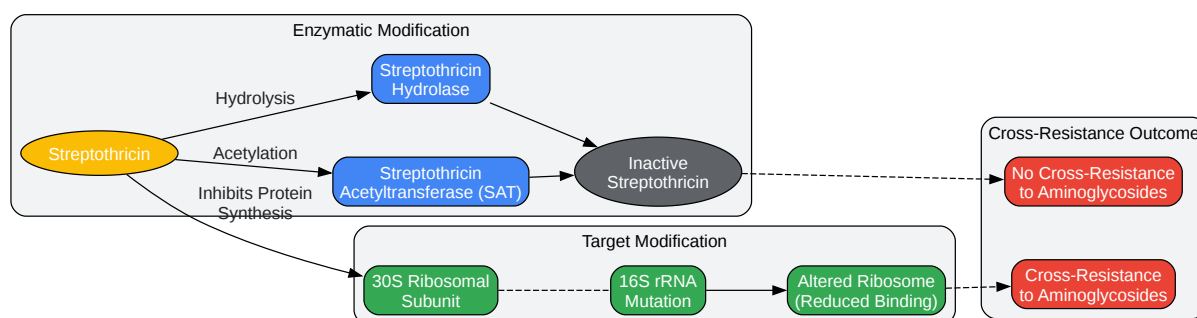 Enzymatic Modification
Streptothricin
Hydrolase
Hydrolysis
Streptothricin
Acetylation
Streptothricin
Acetyltransferase (SAT)
Inactive
Streptothricin
Inhibits Protein
Synthesis
Target Modification
30S Ribosomal
Subunit
16S rRNA
Mutation
Altered Ribosome
(Reduced Binding)
Cross-Resistance Outcome
No Cross-Resistance
to Aminoglycosides
Cross-Resistance
to Aminoglycosides